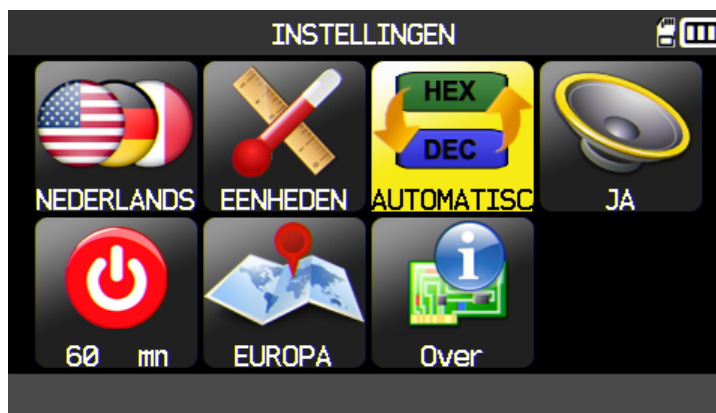 INSTELLINGEN
HEX
DEC
NEDERLANDS
EENHEDEN
AUTOMATISC
JA
60 mn
EUROPA
Over